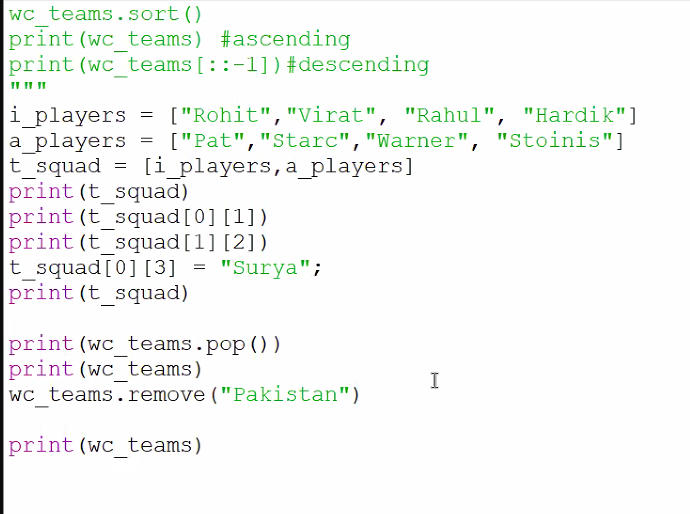 wc_teams.sort()
print(wc_teams) #ascending
print(wc_teams[::-1])#descending
"""
i_players = ["Rohit","Virat", "Rahul", "Hardik"]
a_players = ["Pat","Starc","Warner", "Stoinis"]
t_squad = [i_players,a_players]
print(t_squad)
print(t_squad[0][1])
print(t_squad[1][2])
t_squad[0][3] = "Surya";
print(t_squad)

print(wc_teams.pop())
print(wc_teams)
wc_teams.remove("Pakistan")

print(wc_teams)